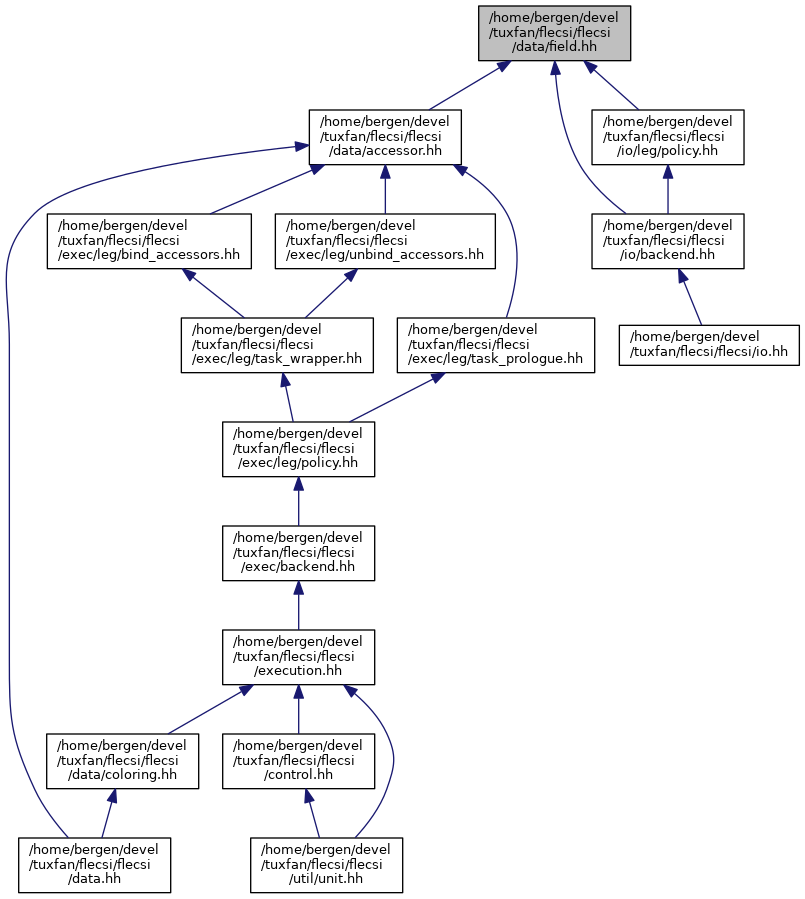 /home/bergen/devel
/tuxfan/flecsi/flecsi
/data/field.hh
/home/bergen/devel
/tuxfan/flecsi/flecsi
/data/accessor.hh
/home/bergen/devel
/tuxfan/flecsi/flecsi
/io/leg/policy.hh
/home/bergen/devel
/tuxfan/flecsi/flecsi
/exec/leg/bind_accessors.hh
/home/bergen/devel
/tuxfan/flecsi/flecsi
/exec/leg/unbind_accessors.hh
/home/bergen/devel
/tuxfan/flecsi/flecsi
/io/backend.hh
/home/bergen/devel
/tuxfan/flecsi/flecsi
/exec/leg/task_wrapper.hh
/home/bergen/devel
/tuxfan/flecsi/flecsi
/exec/leg/task_prologue.hh
/home/bergen/devel
/tuxfan/flecsi/flecsi/io.hh
/home/bergen/devel
/tuxfan/flecsi/flecsi
/exec/leg/policy.hh
/home/bergen/devel
/tuxfan/flecsi/flecsi
/exec/backend.hh
/home/bergen/devel
/tuxfan/flecsi/flecsi
/execution.hh
/home/bergen/devel
/tuxfan/flecsi/flecsi
/data/coloring.hh
/home/bergen/devel
/tuxfan/flecsi/flecsi
/control.hh
/home/bergen/devel
/tuxfan/flecsi/flecsi
/data.hh
/home/bergen/devel
/tuxfan/flecsi/flecsi
/util/unit.hh